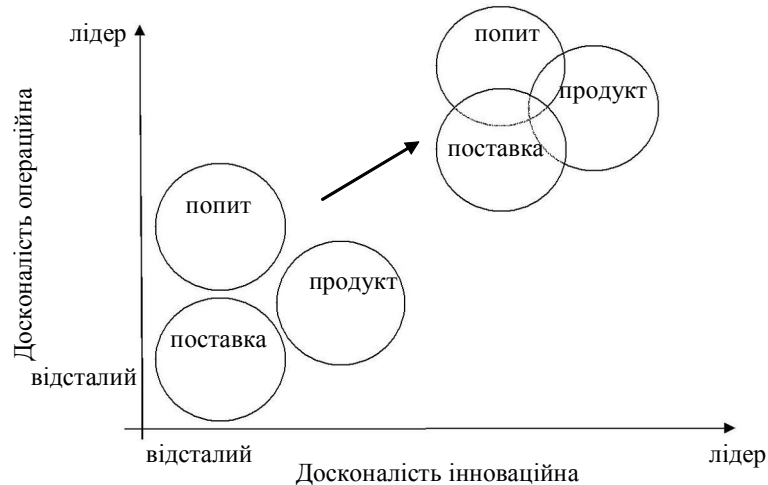 лідер
попит
продукт
поставка
попит
продукт
поставка
Досконалість операційна
відсталий
відсталий
лідер
Досконалість інноваційна